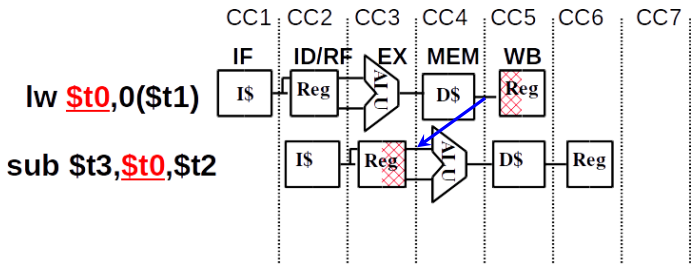 CC1 CC2 CC3 CC4 CC5 CC6 CC7
IF ID/RF EX MEM WB
lw $t0,0($t1) I$ Reg ALU D$ Reg
sub $t3,$t0,$t2 I$ Reg ALU D$ Reg